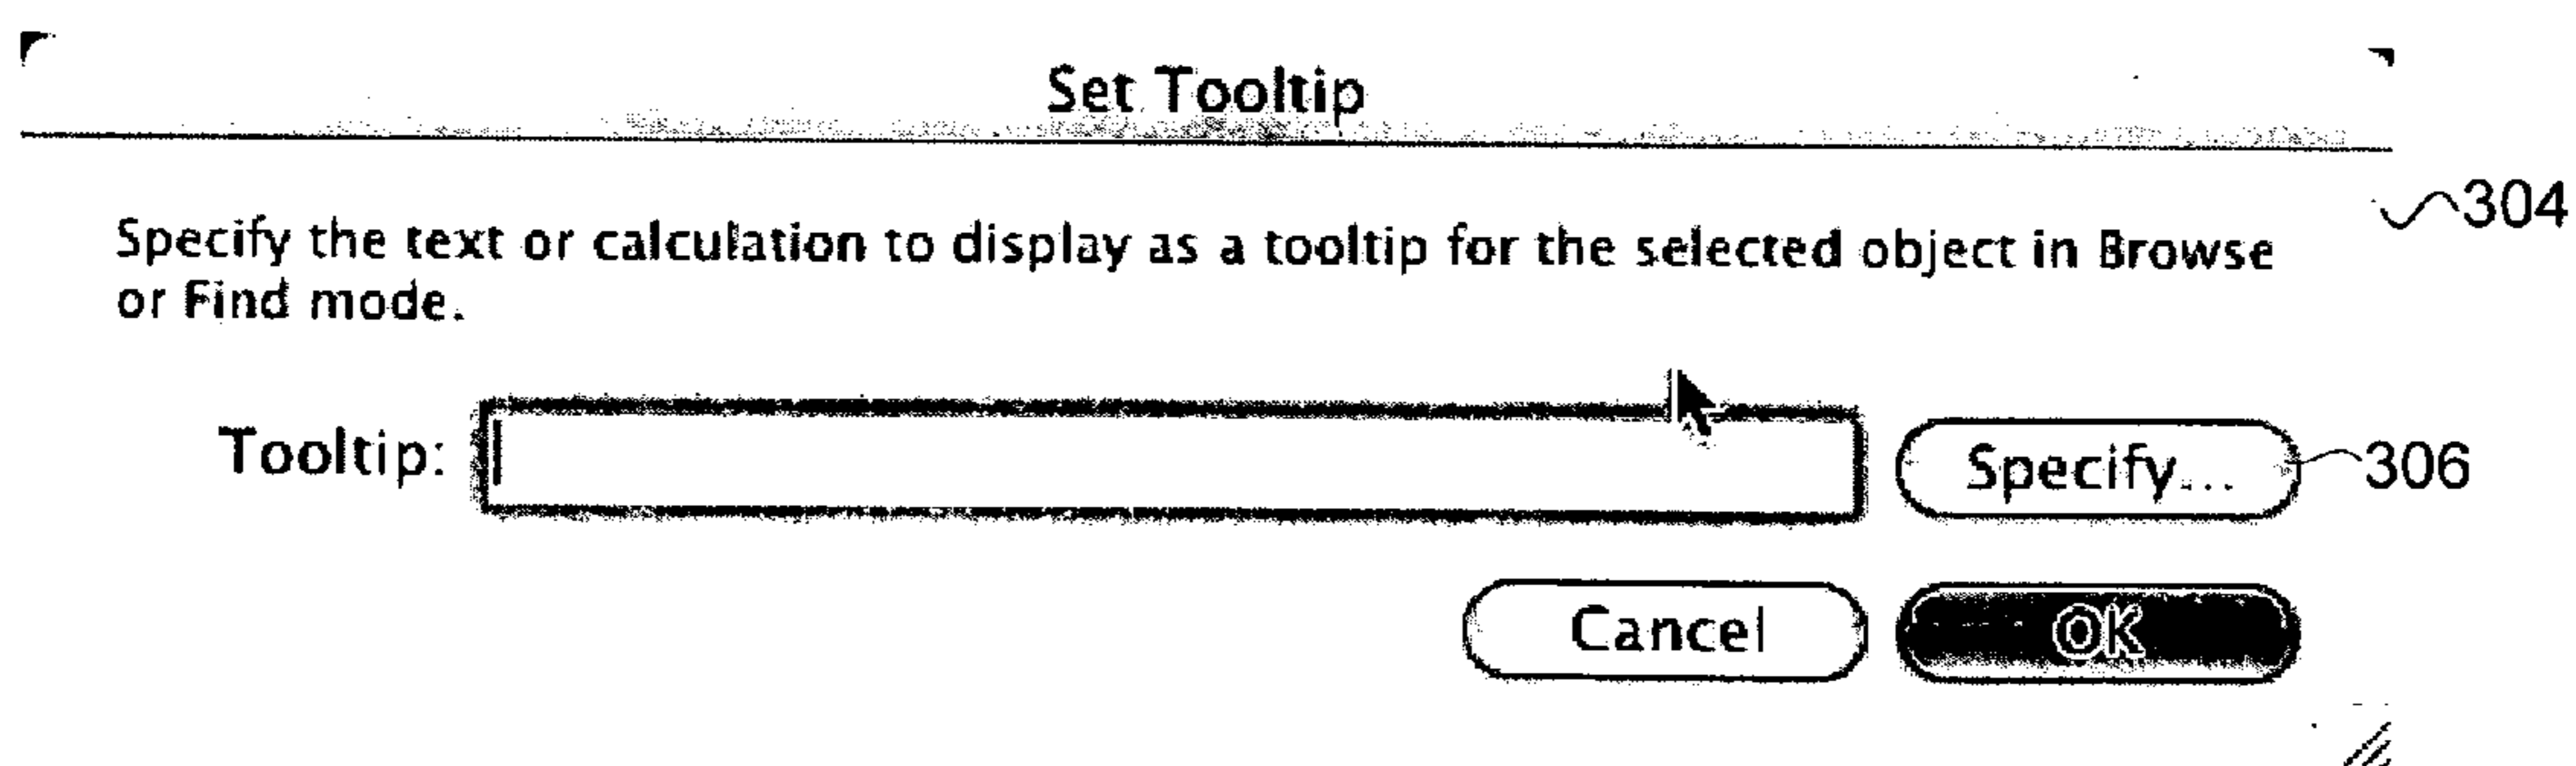 Set Tooltip
304
Specify the text or calculation to display as a tooltip for the selected object in Browse
or Find mode.
Tooltip:
Specify...
306
Cancel
OK